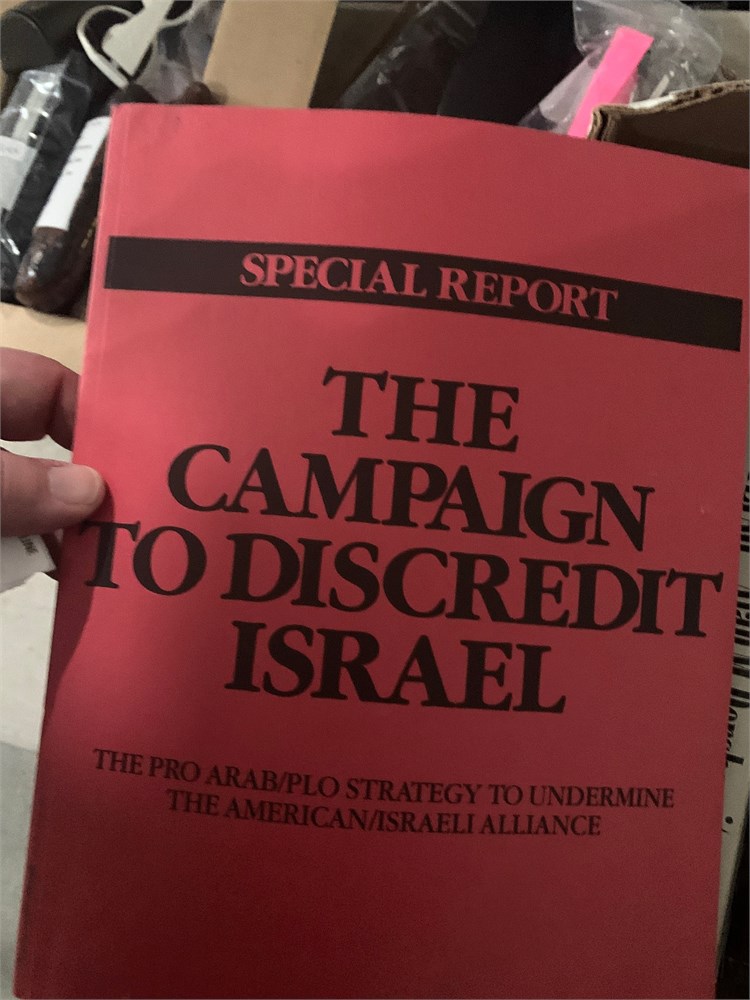 SPECIAL REPORT
THE
CAMPAIGN
TO DISCREDIT
ISRAEL
THE PRO ARAB/PLO STRATEGY TO UNDERMINE
THE AMERICAN/ISRAELI ALLIANCE